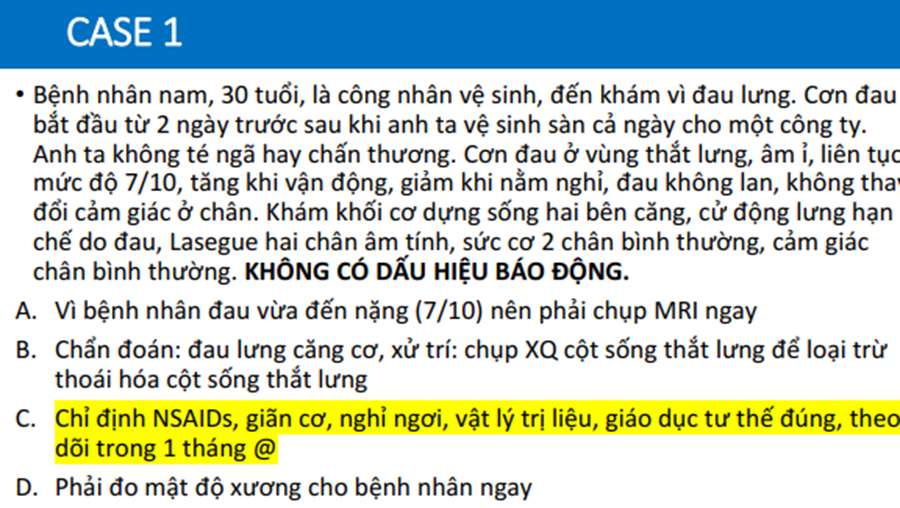 CASE 1
• Bệnh nhân nam, 30 tuổi, là công nhân vệ sinh, đến khám vì đau lưng. Cơn đau
bắt đầu từ 2 ngày trước sau khi anh ta vệ sinh sàn cả ngày cho một công ty.
Anh ta không té ngã hay chấn thương. Cơn đau ở vùng thắt lưng, âm ỉ, liên tục
mức độ 7/10, tăng khi vận động, giảm khi nằm nghỉ, đau không lan, không thay
đổi cảm giác ở chân. Khám khối cơ dựng sống hai bên căng, cử động lưng hạn
chế do đau, Lasegue hai chân âm tính, sức cơ 2 chân bình thường, cảm giác
chân bình thường. KHÔNG CÓ DẤU HIỆU BÁO ĐỘNG.
A. Vì bệnh nhân đau vừa đến nặng (7/10) nên phải chụp MRI ngay
B. Chẩn đoán: đau lưng căng cơ, xử trí: chụp XQ cột sống thắt lưng để loại trừ
thoái hóa cột sống thắt lưng
C. Chỉ định NSAIDs, giãn cơ, nghỉ ngơi, vật lý trị liệu, giáo dục tư thế đúng, theo
dõi trong 1 tháng @
D. Phải đo mật độ xương cho bệnh nhân ngay